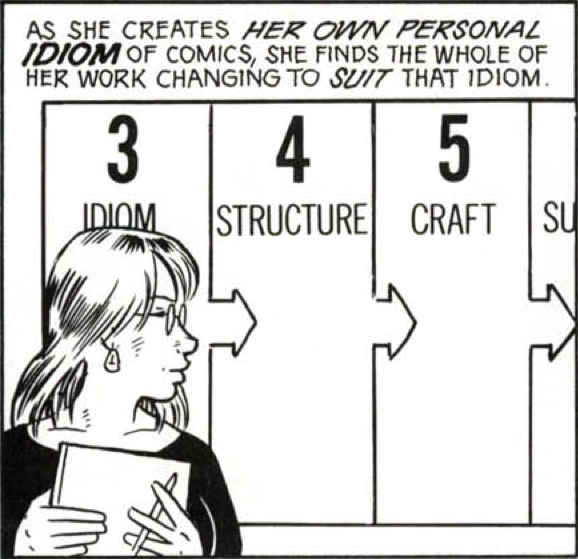 AS SHE CREATES HER OWN PERSONAL
IDIOM OF COMICS, SHE FINDS THE WHOLE OF
HER WORK CHANGING TO SUIT THAT IDIOM.
3 4 5
IDIOM STRUCTURE CRAFT SU